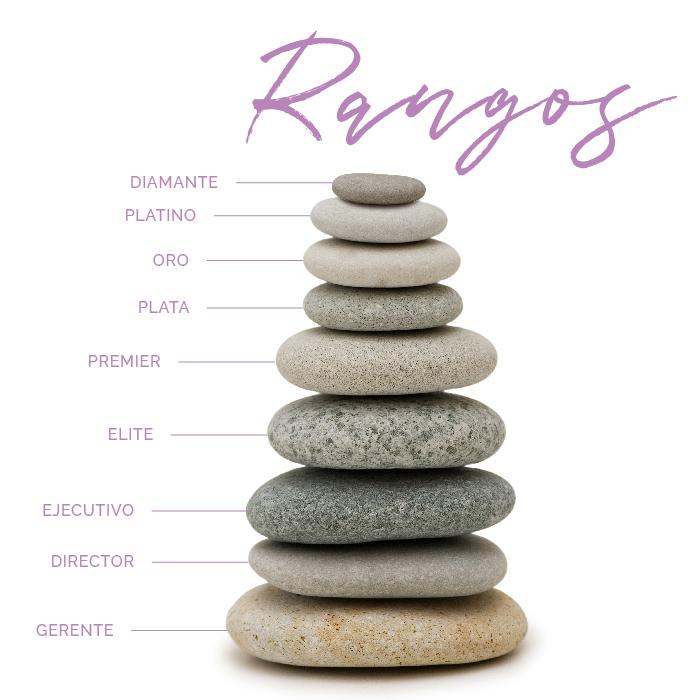 Rangos
DIAMANTE
PLATINO
ORO
PLATA
PREMIER
ELITE
EJECUTIVO
DIRECTOR
GERENTE